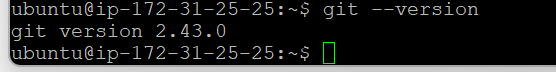 ubuntu@ip-172-31-25-25:~$ git --version
git version 2.43.0
ubuntu@ip-172-31-25-25:~$